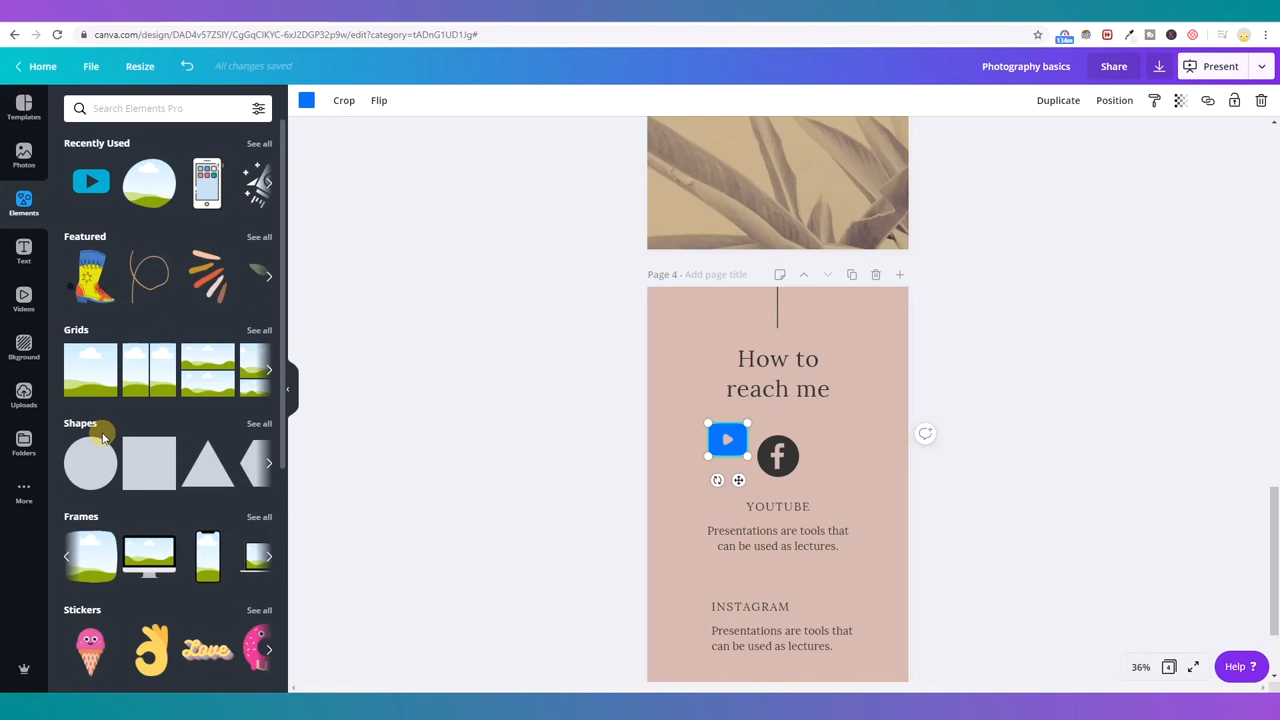 canva.com/design/DAD4v57ZSlY/CgGqCIKYC-6xJ2DGP32p9w/edit?category=tADnG1UD1Jg#
134m
Home
File
Resize
All changes saved
Photography basics
Share
Present
Templates
Search Elements Pro
Crop
Flip
Duplicate
Position
Photos
Recently Used
See all
Elements
Featured
See all
Text
Page 4 - Add page title
Videos
Grids
See all
Bkground
How to
reach me
Uploads
Shapes
See all
Folders
More
f
Frames
See all
YOUTUBE
Presentations are tools that
can be used as lectures.
Stickers
See all
INSTAGRAM
Presentations are tools that
can be used as lectures.
Love
36%
4
Help ?